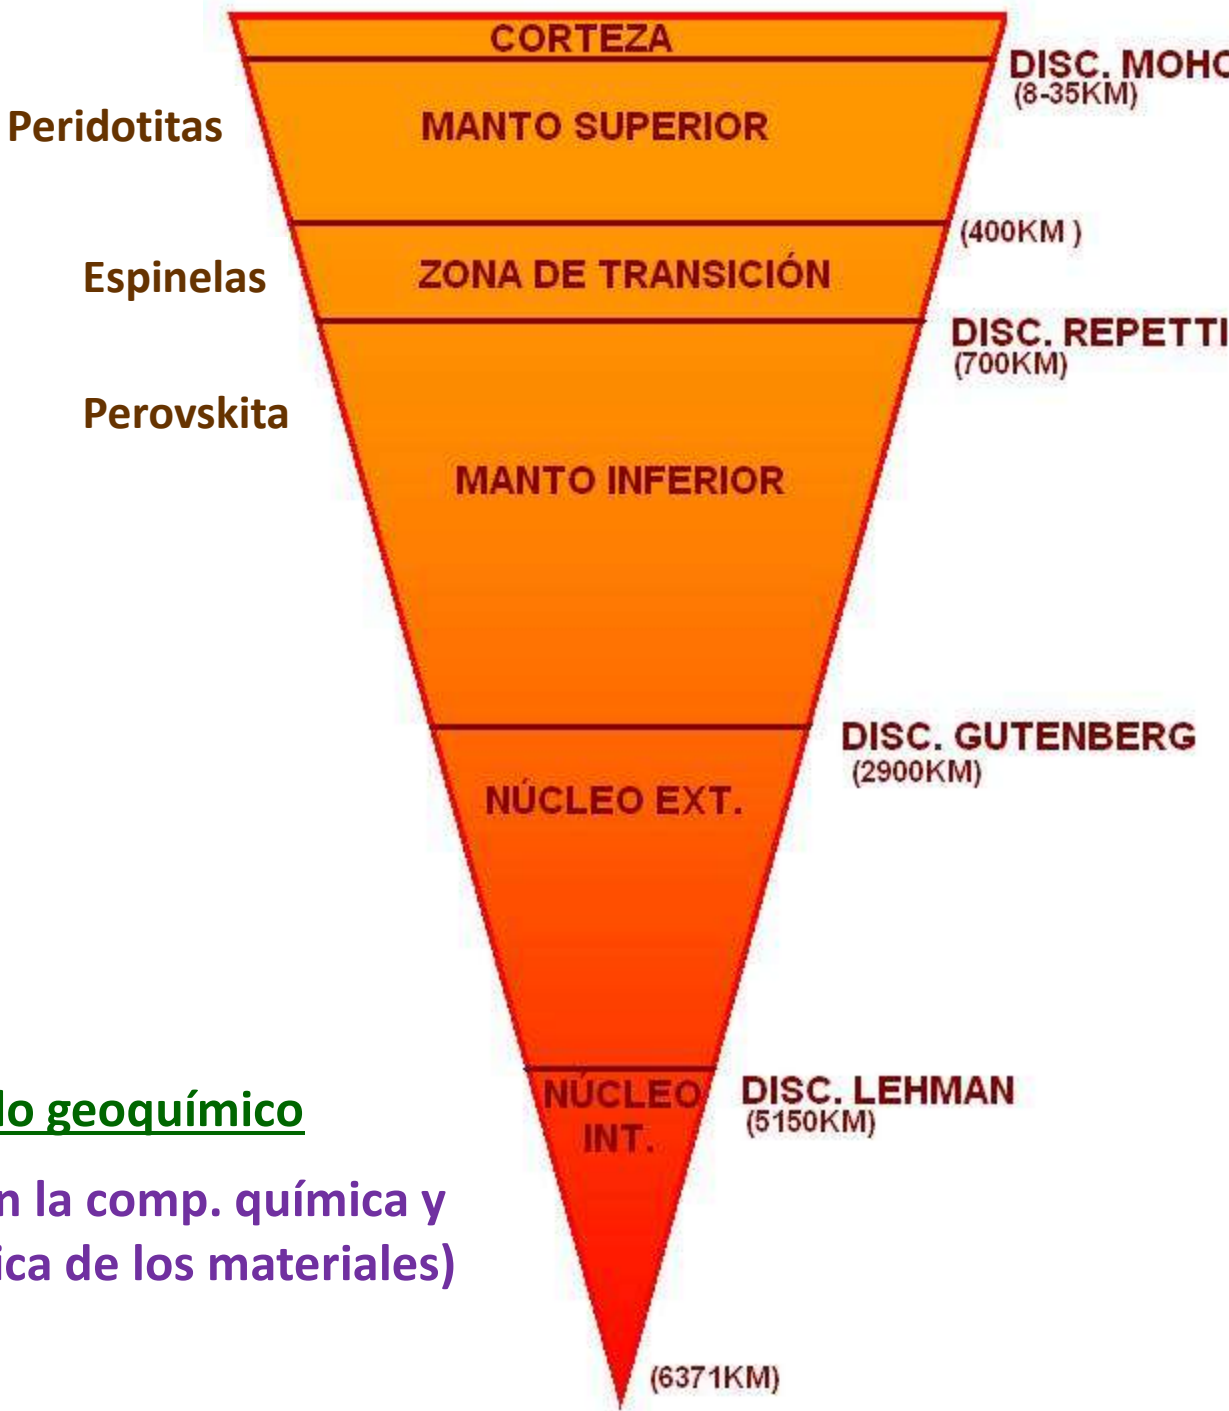 CORTEZA
DISC. MOHO
(8-35KM)
Peridotitas
MANTO SUPERIOR
(400KM )
Espinelas
ZONA DE TRANSICIÓN
DISC. REPETTI
(700KM)
Perovskita
MANTO INFERIOR
DISC. GUTENBERG
(2900KM)
NÚCLEO EXT.
NÚCLEO
INT.
DISC. LEHMAN
(5150KM)
do geoquímico
n la comp. química y
ica de los materiales)
(6371KM)